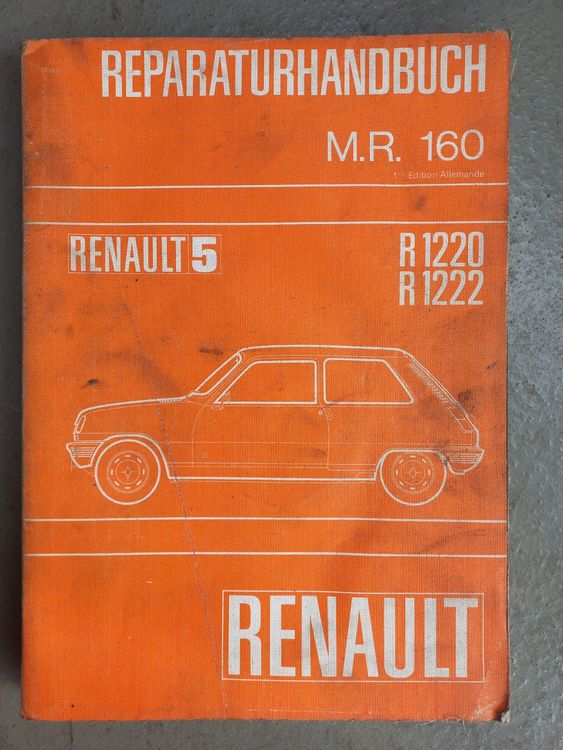 REPARATURHANDBUCH
M.R. 160
1 Edition Allemande
RENAULT 5
R 1220
R 1222
RENAULT